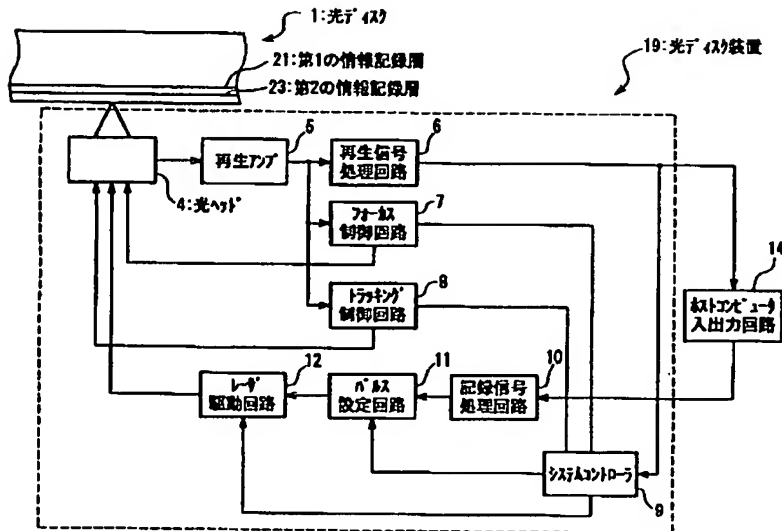 1:光ディスク
19:光ディスク装置
21:第1の情報記録層
23:第2の情報記録層
5
6
再生アンプ
再生信号
処理回路
4:光ヘッド
7
フォーカス
制御回路
14
8
トラッキング
制御回路
ホストコンピュータ
入出力回路
12
11
10
レーザ
駆動回路
パルス
設定回路
記録信号
処理回路
システムコントローラ
9